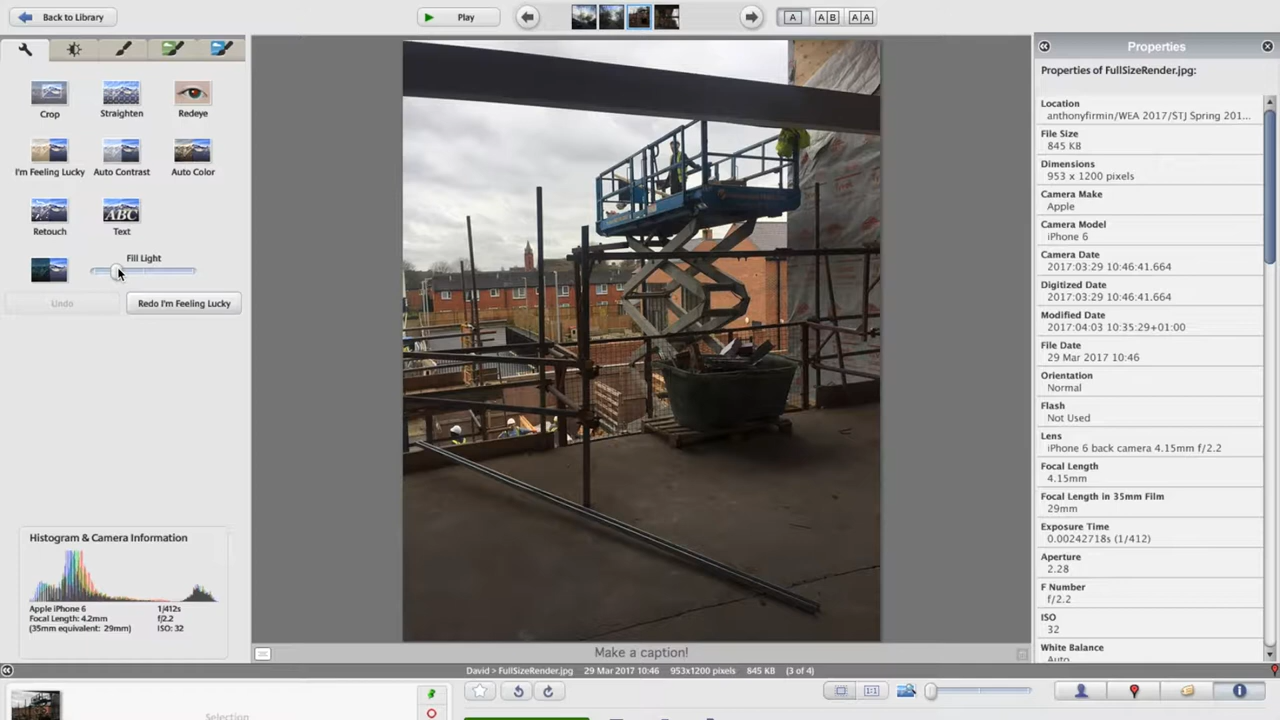 Back to Library
Play
A
AB
AA
Crop
Straighten
Redeye
I'm Feeling Lucky
Auto Contrast
Auto Color
Retouch
ABC
Text
Fill Light
Undo
Redo I'm Feeling Lucky
Histogram & Camera Information
Apple iPhone 6 1/412s
Focal Length: 4.2mm f/2.2
(35mm equivalent: 29mm) ISO: 32
Make a caption!
David > FullSizeRender.jpg 29 Mar 2017 10:46 953x1200 pixels 845 KB (3 of 4)
Selection
1:1
Properties
Properties of FullSizeRender.jpg:
Location
anthonyfirmin/WEA 2017/STJ Spring 201...
File Size
845 KB
Dimensions
953 x 1200 pixels
Camera Make
Apple
Camera Model
iPhone 6
Camera Date
2017:03:29 10:46:41.664
Digitized Date
2017:03:29 10:46:41.664
Modified Date
2017:04:03 10:35:29+01:00
File Date
29 Mar 2017 10:46
Orientation
Normal
Flash
Not Used
Lens
iPhone 6 back camera 4.15mm f/2.2
Focal Length
4.15mm
Focal Length in 35mm Film
29mm
Exposure Time
0.00242718s (1/412)
Aperture
2.28
F Number
f/2.2
ISO
32
White Balance
Auto